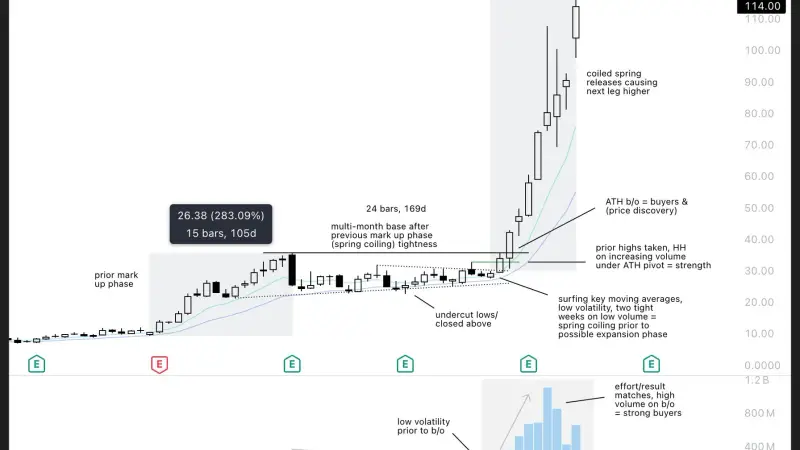 114.00
110.00
100.00
90.00
80.00
70.00
60.00
50.00
40.00
30.00
20.00
10.00
0.0000
coiled spring
releases causing
next leg higher
26.38 (283.09%)
15 bars, 105d
24 bars, 169d
multi-month base after
previous mark up phase
(spring coiling) tightness
ATH b/o = buyers &
(price discovery)
prior highs taken, HH
on increasing volume
under ATH pivot = strength
prior mark
up phase
undercut lows/
closed above
surfing key moving averages,
low volatility, two tight
weeks on low volume =
spring coiling prior to
possible expansion phase
E
E
E
E
E
E
1.2 B
800 M
400 M
effort/result
matches, high
volume on b/o
= strong buyers
low volatility
prior to b/o